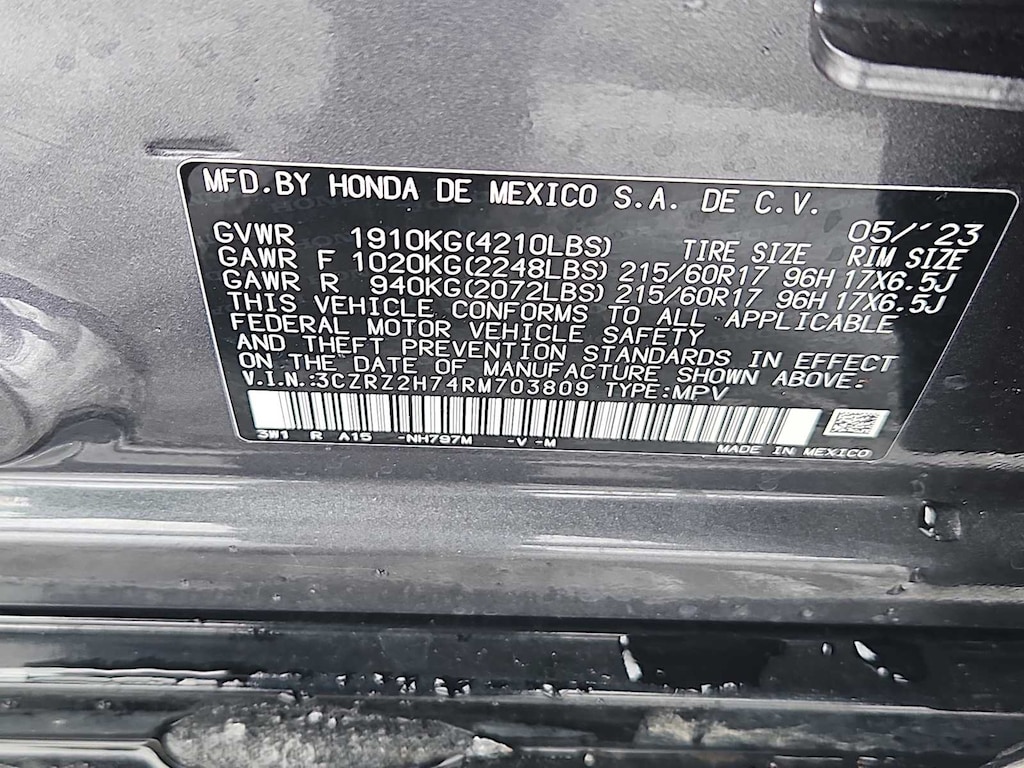 MFD.BY HONDA DE MEXICO S.A. DE C.V.
05/'23
GVWR 1910KG(4210LBS) TIRE SIZE RIM SIZE
GAWR F 1020KG(2248LBS) 215/60R17 96H 17X6.5J
GAWR R 940KG(2072LBS) 215/60R17 96H 17X6.5J
THIS VEHICLE CONFORMS TO ALL APPLICABLE
FEDERAL MOTOR VEHICLE SAFETY
AND THEFT PREVENTION STANDARDS IN EFFECT
ON THE DATE OF MANUFACTURE SHOWN ABOVE.
V.I.N.:3CZRZ2H74RM703809 TYPE:MPV
3W1 R A15 -NH797M -V -M
MADE IN MEXICO